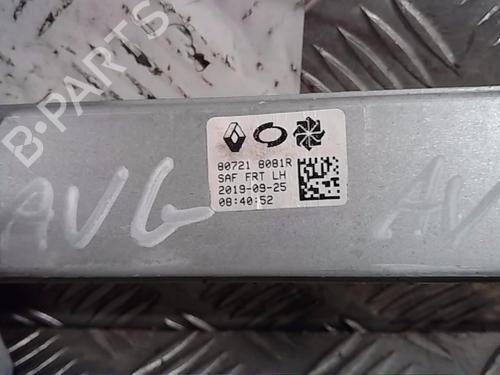 B-PARTS
80721 8081R
SAF FRT LH
2019-09-25
08:40:52
AVG
AV